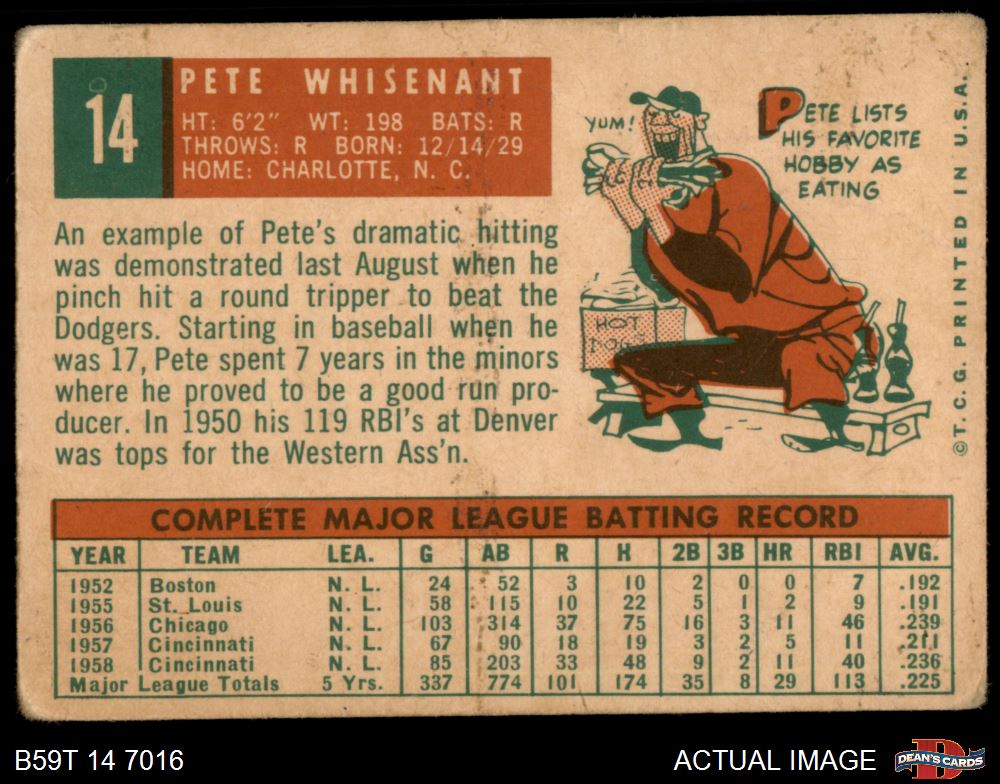 14
PETE WHISENANT
HT: 6'2" WT: 198 BATS: R
THROWS: R BORN: 12/14/29
HOME: CHARLOTTE, N. C.
An example of Pete's dramatic hitting
was demonstrated last August when he
pinch hit a round tripper to beat the
Dodgers. Starting in baseball when he
was 17, Pete spent 7 years in the minors
where he proved to be a good run pro-
ducer. In 1950 his 119 RBI's at Denver
was tops for the Western Ass'n.
YUM!
PETE LISTS
HIS FAVORITE
HOBBY AS
EATING
HOT
DOGS
© T. C. G. PRINTED IN U.S.A.
COMPLETE MAJOR LEAGUE BATTING RECORD
YEAR TEAM LEA. G AB R H 2B 3B HR RBI AVG.
1952 Boston N. L. 24 52 3 10 2 0 0 7 .192
1955 St. Louis N. L. 58 115 10 22 5 1 2 9 .191
1956 Chicago N. L. 103 314 37 75 16 3 11 46 .239
1957 Cincinnati N. L. 67 90 18 19 3 2 5 11 .211
1958 Cincinnati N. L. 85 203 33 48 9 2 11 40 .236
Major League Totals 5 Yrs. 337 774 101 174 35 8 29 113 .225
B59T 14 7016
ACTUAL IMAGE
DEAN'S CARDS